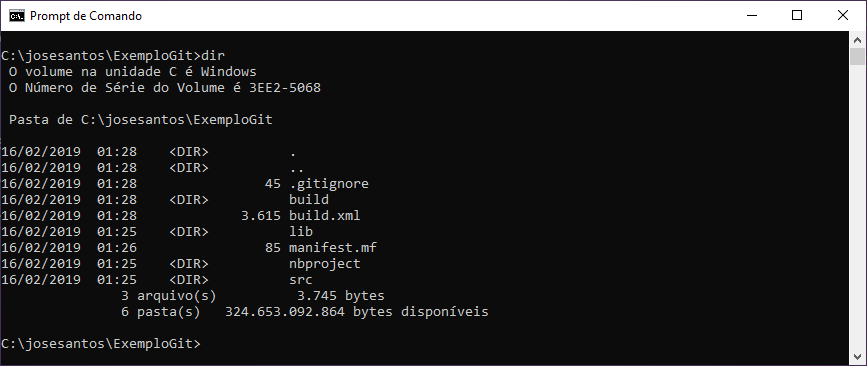 Prompt de Comando
C:\josesantos\ExemploGit>dir
 O volume na unidade C é Windows
 O Número de Série do Volume é 3EE2-5068
 Pasta de C:\josesantos\ExemploGit
16/02/2019  01:28    <DIR>          .
16/02/2019  01:28    <DIR>          ..
16/02/2019  01:28                45 .gitignore
16/02/2019  01:28    <DIR>          build
16/02/2019  01:28             3.615 build.xml
16/02/2019  01:25    <DIR>          lib
16/02/2019  01:26                85 manifest.mf
16/02/2019  01:25    <DIR>          nbproject
16/02/2019  01:25    <DIR>          src
               3 arquivo(s)          3.745 bytes
               6 pasta(s)   324.653.092.864 bytes disponíveis
C:\josesantos\ExemploGit>